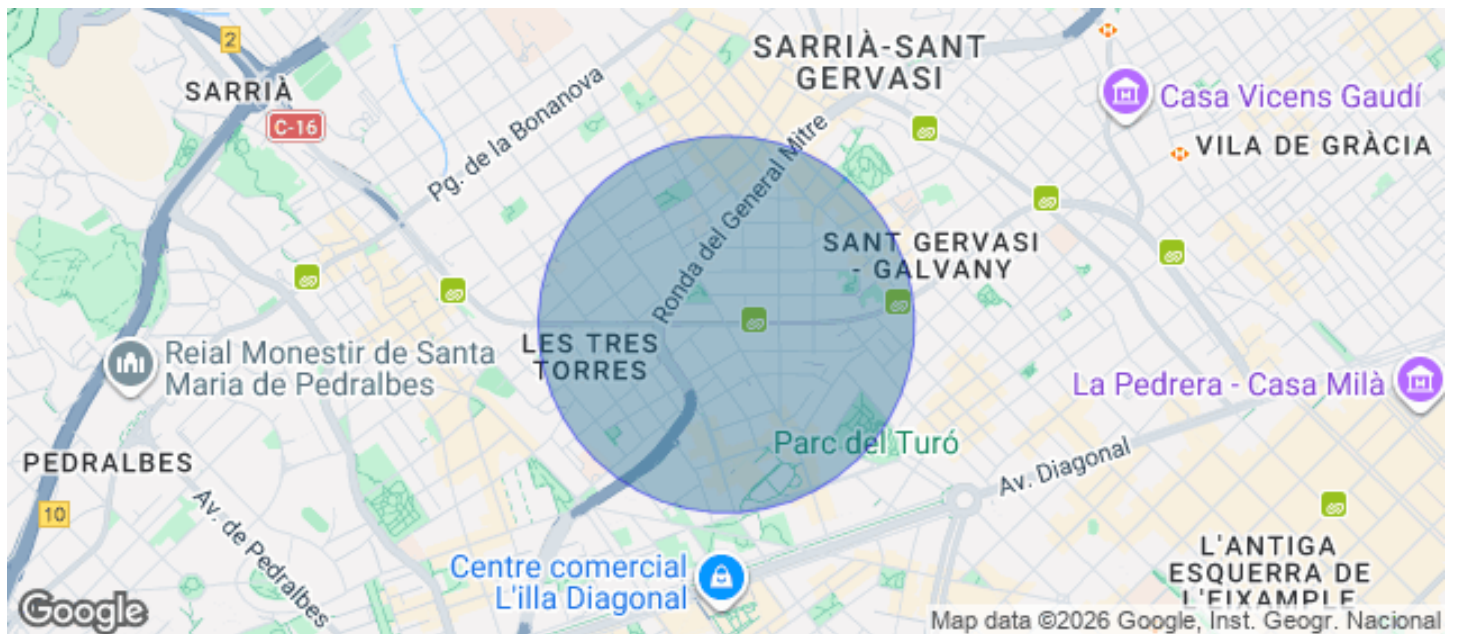 2
SARRIÀ-SANT
GERVASI
SARRIÀ
C-16
Pg. de la Bonanova
Casa Vicens Gaudí
VILA DE GRÀCIA
Ronda del General Mitre
SANT GERVASI
- GALVANY
LES TRES
TORRES
Reial Monestir de Santa
Maria de Pedralbes
La Pedrera - Casa Milà
Parc del Turó
PEDRALBES
Av. Diagonal
10
Av. de Pedralbes
L'ANTIGA
ESQUERRA DE
L'EIXAMPLE
Centre comercial
L'illa Diagonal
Google
Map data ©2026 Google, Inst. Geogr. Nacional